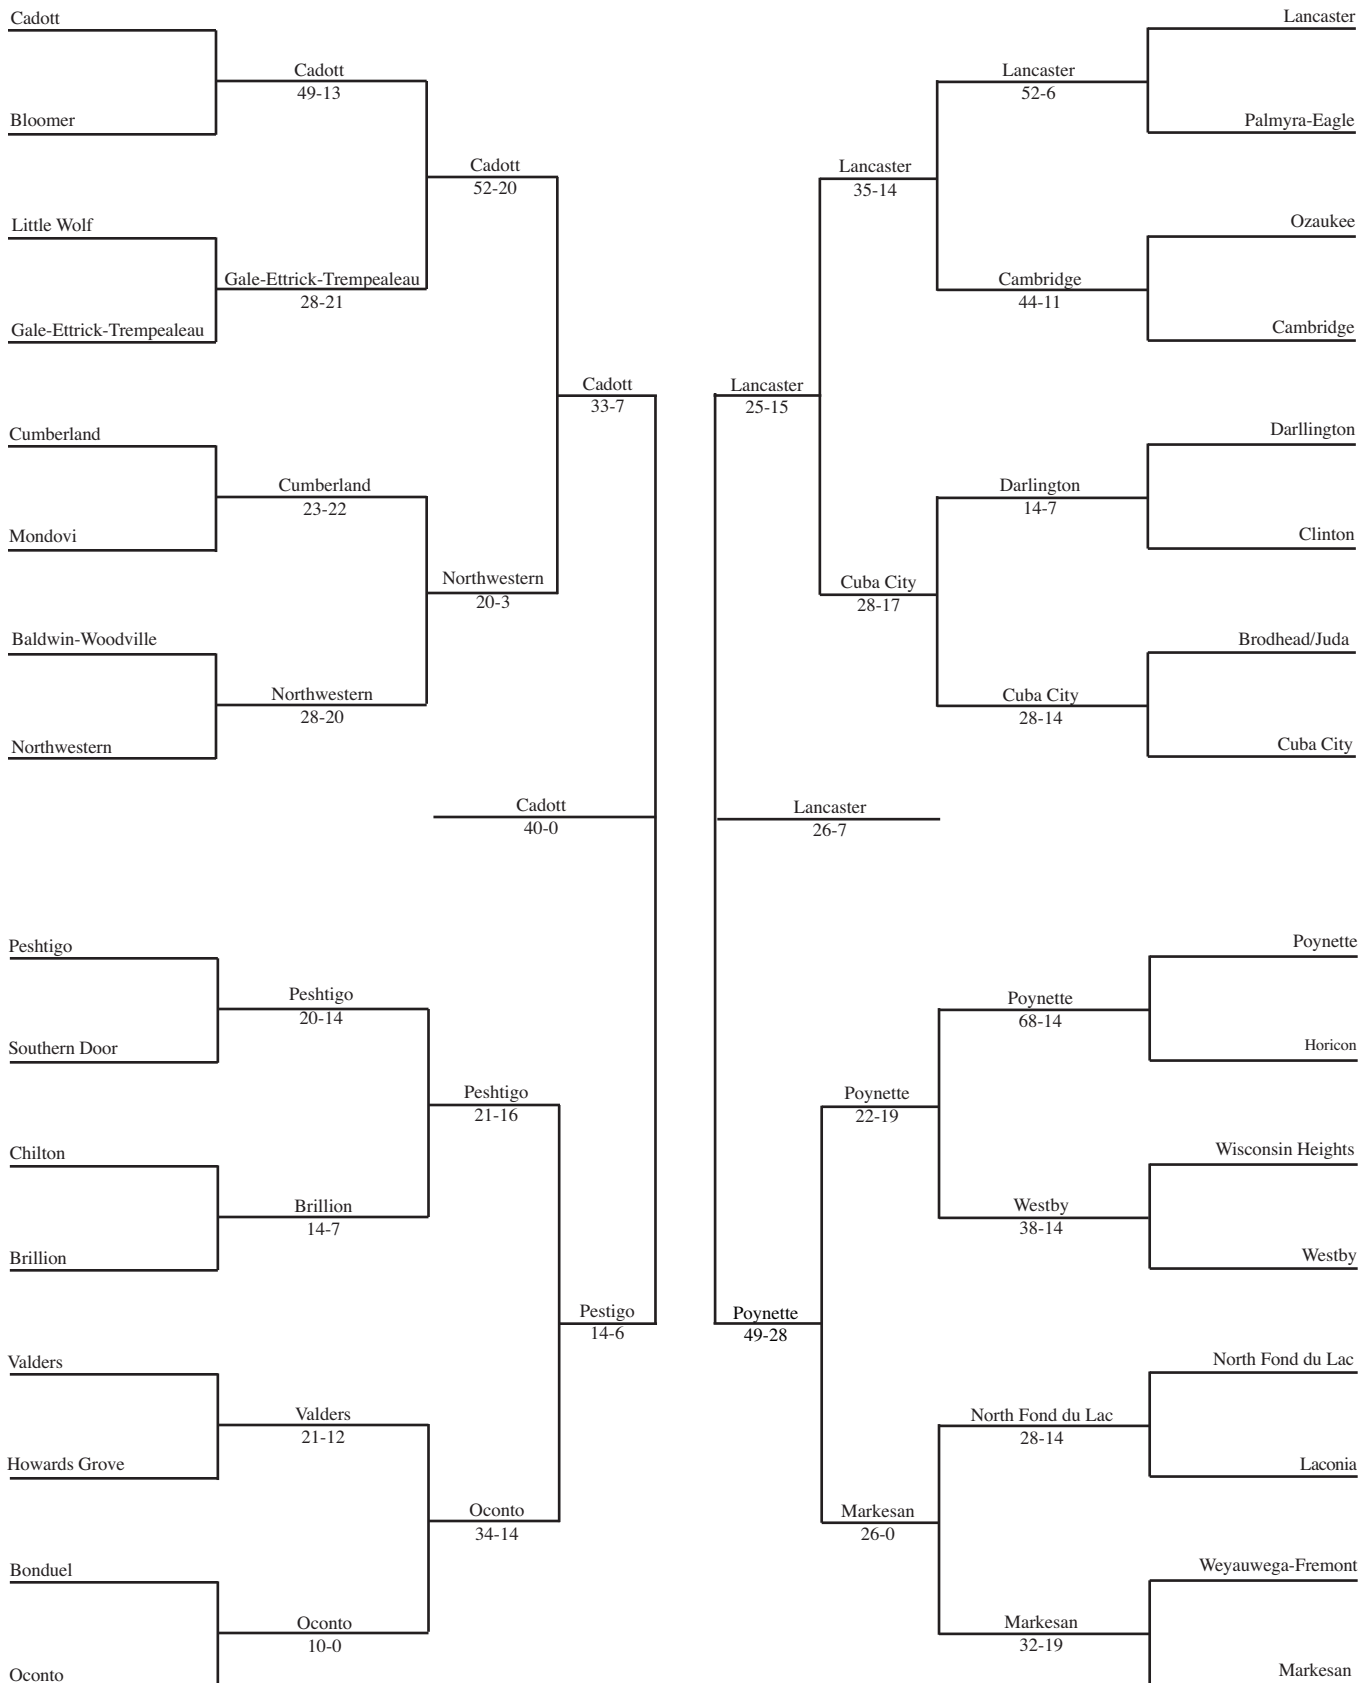 Cadott
Lancaster
Cadott
49-13
Lancaster
52-6
Bloomer
Palmyra-Eagle
Cadott
52-20
Lancaster
35-14
Little Wolf
Ozaukee
Gale-Ettrick-Trempealeau
28-21
Cambridge
44-11
Gale-Ettrick-Trempealeau
Cambridge
Cadott
33-7
Lancaster
25-15
Cumberland
Darllington
Cumberland
23-22
Darlington
14-7
Mondovi
Clinton
Northwestern
20-3
Cuba City
28-17
Baldwin-Woodville
Brodhead/Juda
Northwestern
28-20
Cuba City
28-14
Northwestern
Cuba City
Cadott
40-0
Lancaster
26-7
Peshtigo
Poynette
Peshtigo
20-14
Poynette
68-14
Southern Door
Horicon
Peshtigo
21-16
Poynette
22-19
Chilton
Wisconsin Heights
Brillion
14-7
Westby
38-14
Brillion
Westby
Pestigo
14-6
Poynette
49-28
Valders
North Fond du Lac
Valders
21-12
North Fond du Lac
28-14
Howards Grove
Laconia
Oconto
34-14
Markesan
26-0
Bonduel
Weyauwega-Fremont
Oconto
10-0
Markesan
32-19
Oconto
Markesan